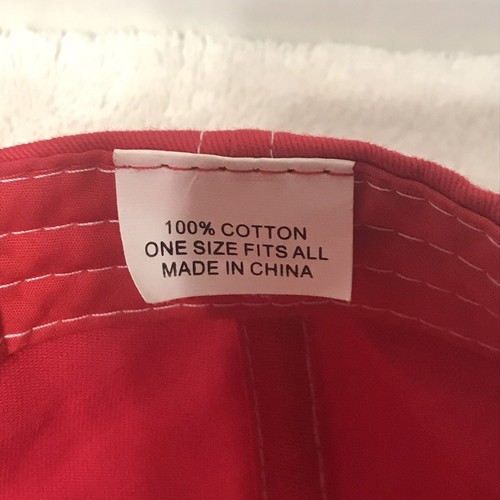 100% COTTON
ONE SIZE FITS ALL
MADE IN CHINA